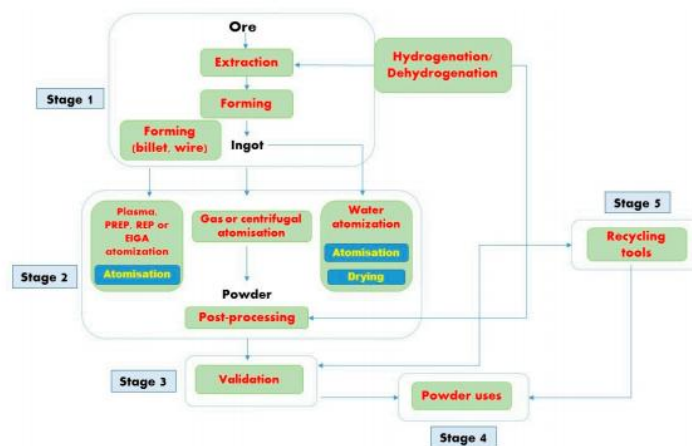 Ore
Extraction
Hydrogenation/
Dehydrogenation
Stage 1
Forming
Forming
(billet, wire)
Ingot
Plasma,
PREP, REP or
EIGA
atomization
Atomisation
Gas or centrifugal
atomisation
Water
atomization
Atomisation
Drying
Stage 5
Recycling
tools
Stage 2
Powder
Post-processing
Stage 3
Validation
Powder uses
Stage 4